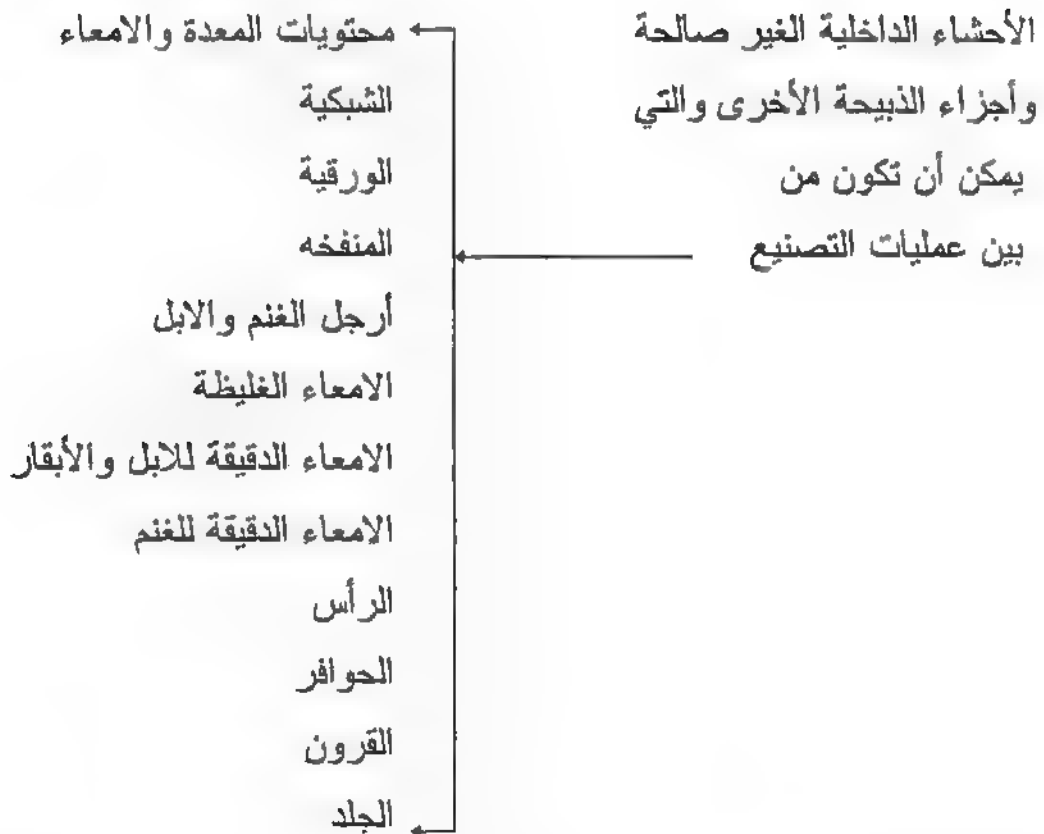 الأحشاء الداخلية الغير صالحة
وأجزاء الذبيحة الأخرى والتي
يمكن أن تكون من
بين عمليات التصنيع
محتويات المعدة والامعاء
الشبكية
الورقية
المنفخه
أرجل الغنم والابل
الامعاء الغليظة
الامعاء الدقيقة للابل والأبقار
الامعاء الدقيقة للغنم
الرأس
الحوافر
القرون
الجلد